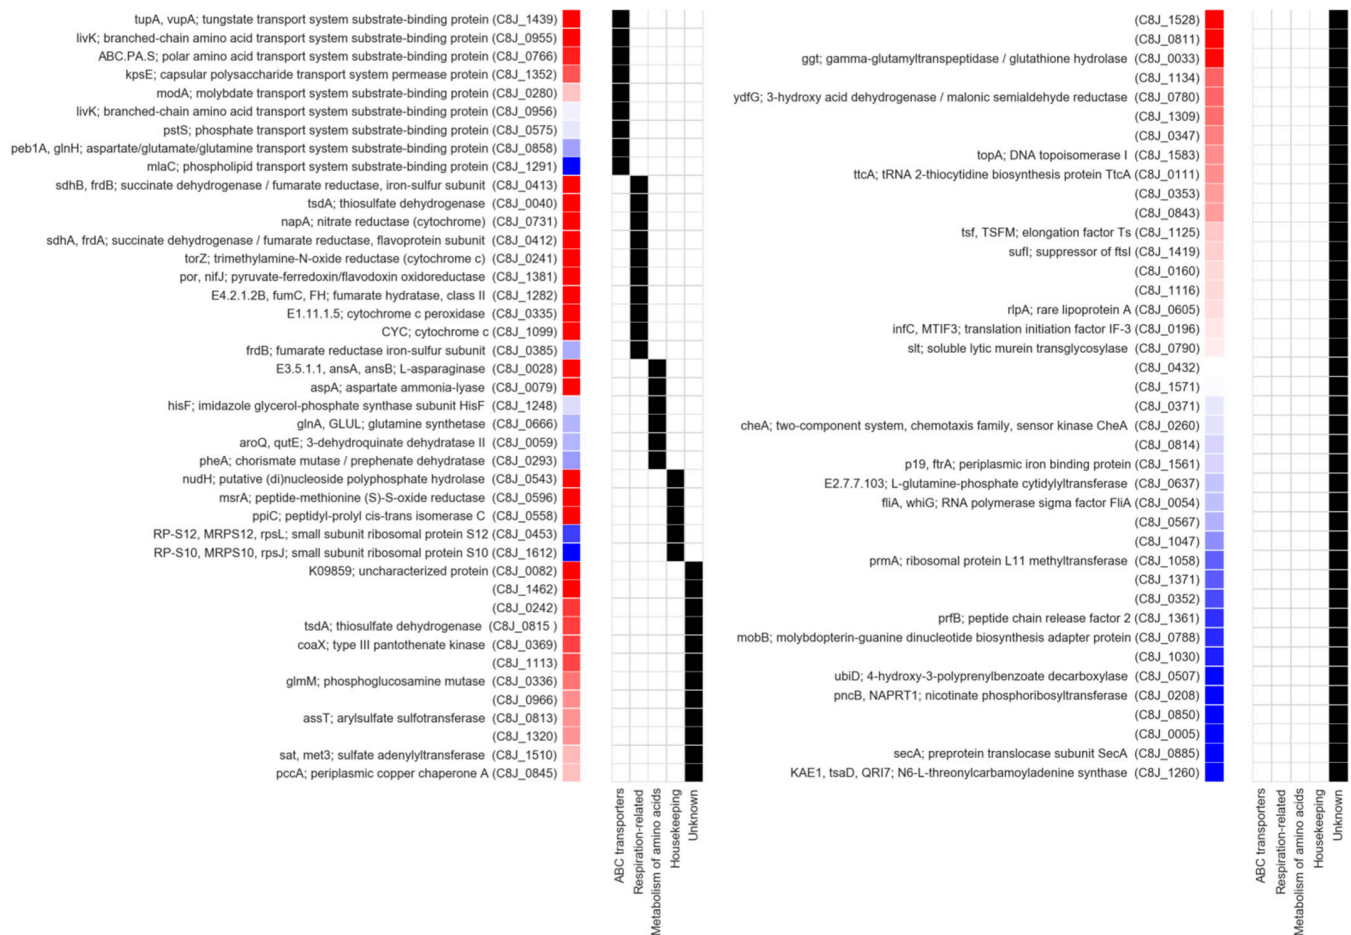 tupA, vupA; tungstate transport system substrate-binding protein (C8J_1439)
livK; branched-chain amino acid transport system substrate-binding protein (C8J_0955)
ABC.PA.S; polar amino acid transport system substrate-binding protein (C8J_0766)
kpsE; capsular polysaccharide transport system permease protein (C8J_1352)
modA; molybdate transport system substrate-binding protein (C8J_0280)
livK; branched-chain amino acid transport system substrate-binding protein (C8J_0956)
pstS; phosphate transport system substrate-binding protein (C8J_0575)
peb1A, glnH; aspartate/glutamate/glutamine transport system substrate-binding protein (C8J_0858)
mlaC; phospholipid transport system substrate-binding protein (C8J_1291)
sdhB, frdB; succinate dehydrogenase / fumarate reductase, iron-sulfur subunit (C8J_0413)
tsdA; thiosulfate dehydrogenase (C8J_0040)
napA; nitrate reductase (cytochrome) (C8J_0731)
sdhA, frdA; succinate dehydrogenase / fumarate reductase, flavoprotein subunit (C8J_0412)
torZ; trimethylamine-N-oxide reductase (cytochrome c) (C8J_0241)
por, nifJ; pyruvate-ferredoxin/flavodoxin oxidoreductase (C8J_1381)
E4.2.1.2B, fumC, FH; fumarate hydratase, class II (C8J_1282)
E1.11.1.5; cytochrome c peroxidase (C8J_0335)
CYC; cytochrome c (C8J_1099)
frdB; fumarate reductase iron-sulfur subunit (C8J_0385)
E3.5.1.1, ansA, ansB; L-asparaginase (C8J_0028)
aspA; aspartate ammonia-lyase (C8J_0079)
hisF; imidazole glycerol-phosphate synthase subunit HisF (C8J_1248)
glnA, GLUL; glutamine synthetase (C8J_0666)
aroQ, qutE; 3-dehydroquinate dehydratase II (C8J_0059)
pheA; chorismate mutase / prephenate dehydratase (C8J_0293)
nudH; putative (di)nucleoside polyphosphate hydrolase (C8J_0543)
msrA; peptide-methionine (S)-S-oxide reductase (C8J_0596)
ppiC; peptidyl-prolyl cis-trans isomerase C (C8J_0558)
RP-S12, MRPS12, rpsL; small subunit ribosomal protein S12 (C8J_0453)
RP-S10, MRPS10, rpsJ; small subunit ribosomal protein S10 (C8J_1612)
K09859; uncharacterized protein (C8J_0082)
(C8J_1462)
(C8J_0242)
tsdA; thiosulfate dehydrogenase (C8J_0815 )
coaX; type III pantothenate kinase (C8J_0369)
(C8J_1113)
glmM; phosphoglucosamine mutase (C8J_0336)
(C8J_0966)
assT; arylsulfate sulfotransferase (C8J_0813)
(C8J_1320)
sat, met3; sulfate adenylyltransferase (C8J_1510)
pccA; periplasmic copper chaperone A (C8J_0845)
ABC transporters
Respiration-related
Metabolism of amino acids
Housekeeping
Unknown
(C8J_1528)
(C8J_0811)
ggt; gamma-glutamyltranspeptidase / glutathione hydrolase (C8J_0033)
(C8J_1134)
ydfG; 3-hydroxy acid dehydrogenase / malonic semialdehyde reductase (C8J_0780)
(C8J_1309)
(C8J_0347)
topA; DNA topoisomerase I (C8J_1583)
ttcA; tRNA 2-thiocytidine biosynthesis protein TtcA (C8J_0111)
(C8J_0353)
(C8J_0843)
tsf, TSFM; elongation factor Ts (C8J_1125)
sufI; suppressor of ftsI (C8J_1419)
(C8J_0160)
(C8J_1116)
rlpA; rare lipoprotein A (C8J_0605)
infC, MTIF3; translation initiation factor IF-3 (C8J_0196)
slt; soluble lytic murein transglycosylase (C8J_0790)
(C8J_0432)
(C8J_1571)
(C8J_0371)
cheA; two-component system, chemotaxis family, sensor kinase CheA (C8J_0260)
(C8J_0814)
p19, ftrA; periplasmic iron binding protein (C8J_1561)
E2.7.7.103; L-glutamine-phosphate cytidylyltransferase (C8J_0637)
fliA, whiG; RNA polymerase sigma factor FliA (C8J_0054)
(C8J_0567)
(C8J_1047)
prmA; ribosomal protein L11 methyltransferase (C8J_1058)
(C8J_1371)
(C8J_0352)
prfB; peptide chain release factor 2 (C8J_1361)
mobB; molybdopterin-guanine dinucleotide biosynthesis adapter protein (C8J_0788)
(C8J_1030)
ubiD; 4-hydroxy-3-polyprenylbenzoate decarboxylase (C8J_0507)
pncB, NAPRT1; nicotinate phosphoribosyltransferase (C8J_0208)
(C8J_0850)
(C8J_0005)
secA; preprotein translocase subunit SecA (C8J_0885)
KAE1, tsaD, QRI7; N6-L-threonylcarbamoyladenine synthase (C8J_1260)
ABC transporters
Respiration-related
Metabolism of amino acids
Housekeeping
Unknown